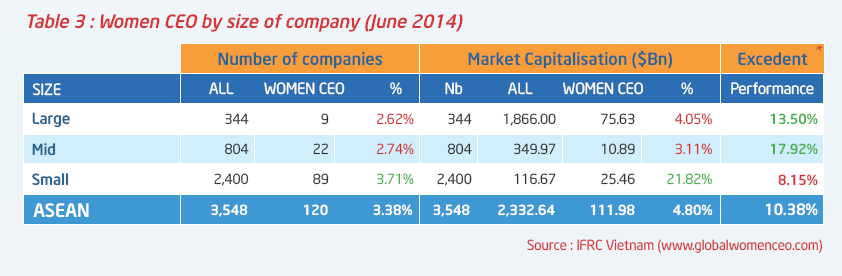 Table 3 : Women CEO by size of company (June 2014)
Number of companies Market Capitalisation ($Bn) Excedent *
SIZE ALL WOMEN CEO % Nb ALL WOMEN CEO % Performance
Large 344 9 2.62% 344 1,866.00 75.63 4.05% 13.50%
Mid 804 22 2.74% 804 349.97 10.89 3.11% 17.92%
Small 2,400 89 3.71% 2,400 116.67 25.46 21.82% 8.15%
ASEAN 3,548 120 3.38% 3,548 2,332.64 111.98 4.80% 10.38%
Source : IFRC Vietnam (www.globalwomenceo.com)